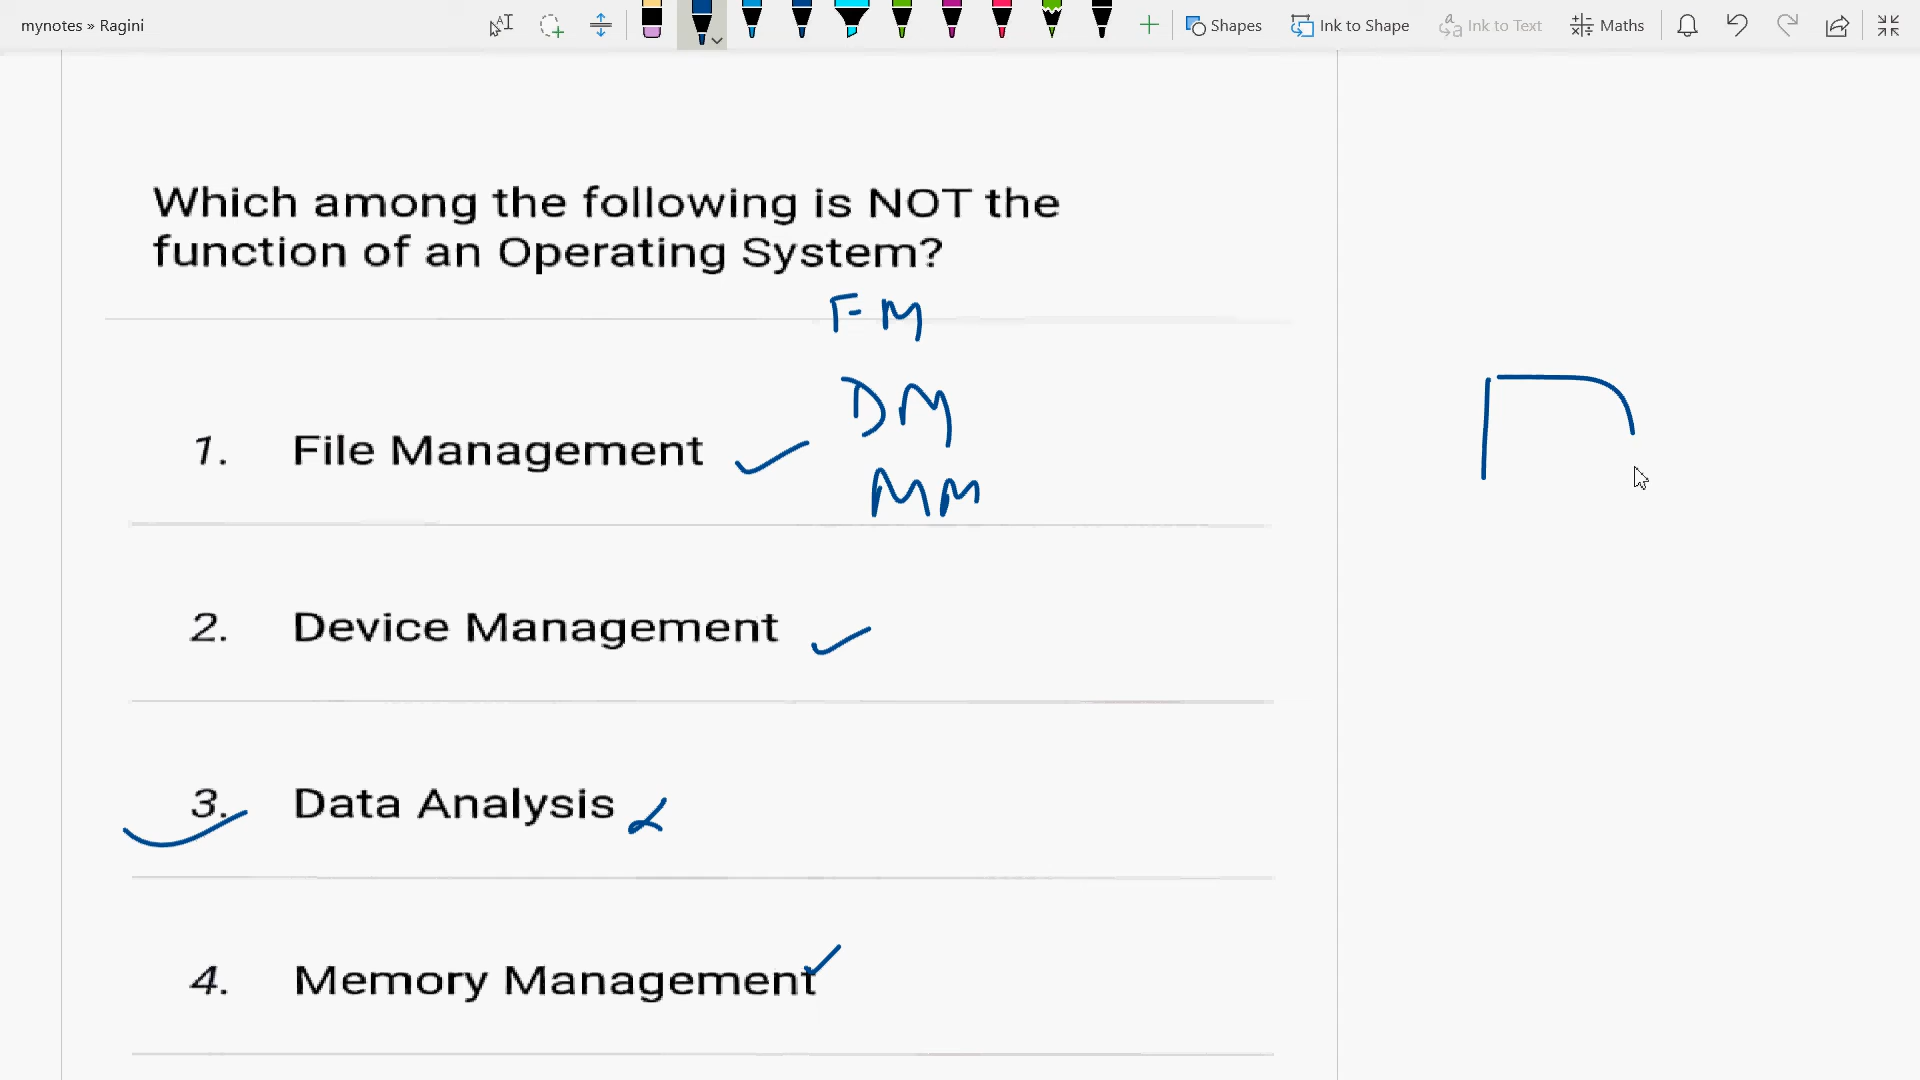 mynotes » Ragini
Shapes
Ink to Shape
Ink to Text
Maths
Which among the following is NOT the
function of an Operating System?
FM
DM
1. File Management
MM
2. Device Management
3. Data Analysis
4. Memory Management